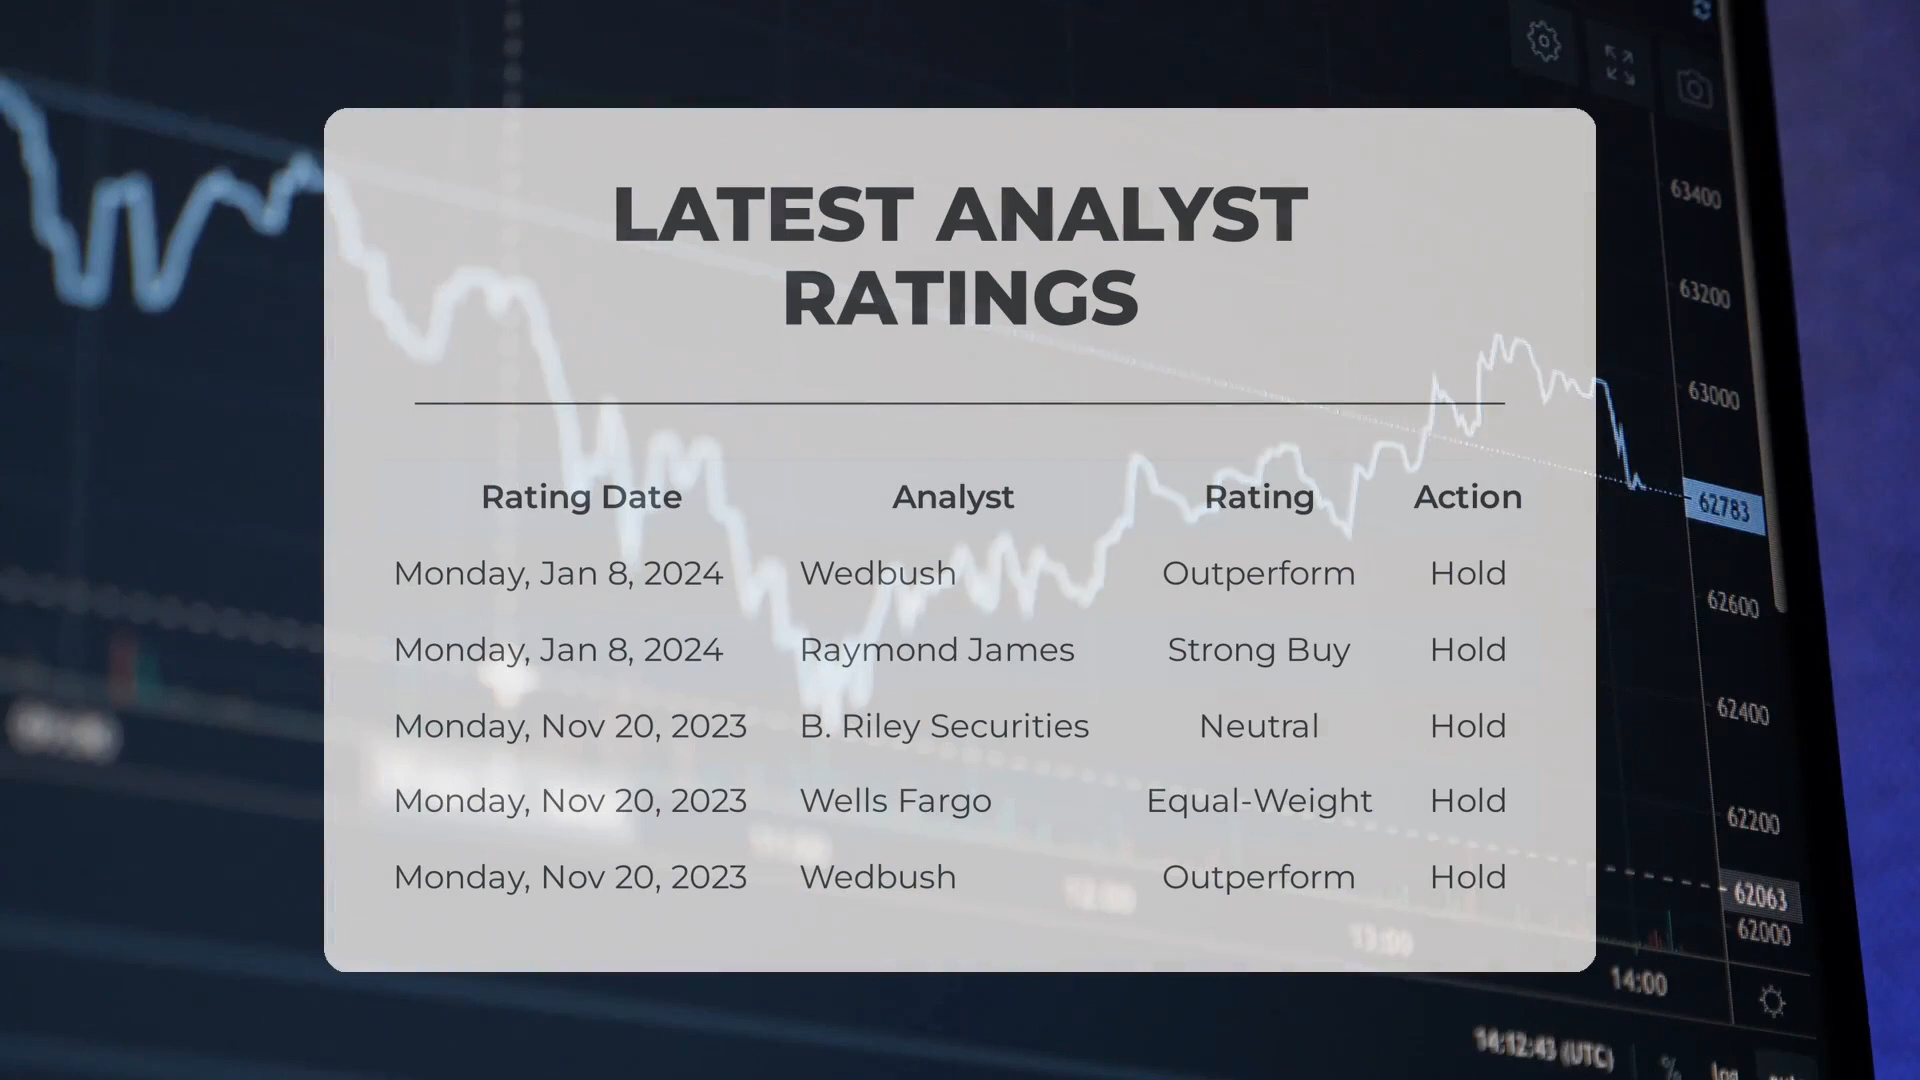 LATEST ANALYST
RATINGS
Rating Date Analyst Rating Action
Monday, Jan 8, 2024 Wedbush Outperform Hold
Monday, Jan 8, 2024 Raymond James Strong Buy Hold
Monday, Nov 20, 2023 B. Riley Securities Neutral Hold
Monday, Nov 20, 2023 Wells Fargo Equal-Weight Hold
Monday, Nov 20, 2023 Wedbush Outperform Hold
63400
63200
63000
62783
62600
62400
62200
62063
62000
13:00
14:00
14:12:43 (UTC)
%
log